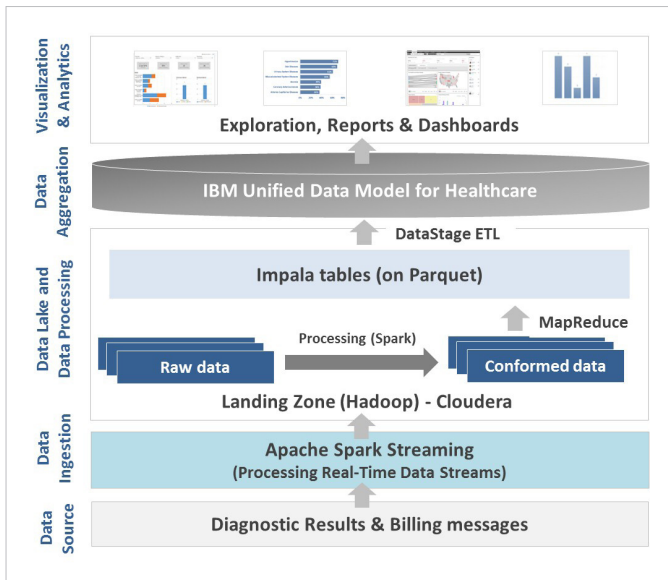 Visualization
& Analytics
Exploration, Reports & Dashboards
Data
Aggregation
IBM Unified Data Model for Healthcare
DataStage ETL
Data Lake and
Data Processing
Impala tables (on Parquet)
MapReduce
Processing (Spark)
Raw data
Conformed data
Landing Zone (Hadoop) - Cloudera
Data
Ingestion
Apache Spark Streaming
(Processing Real-Time Data Streams)
Data
Source
Diagnostic Results & Billing messages